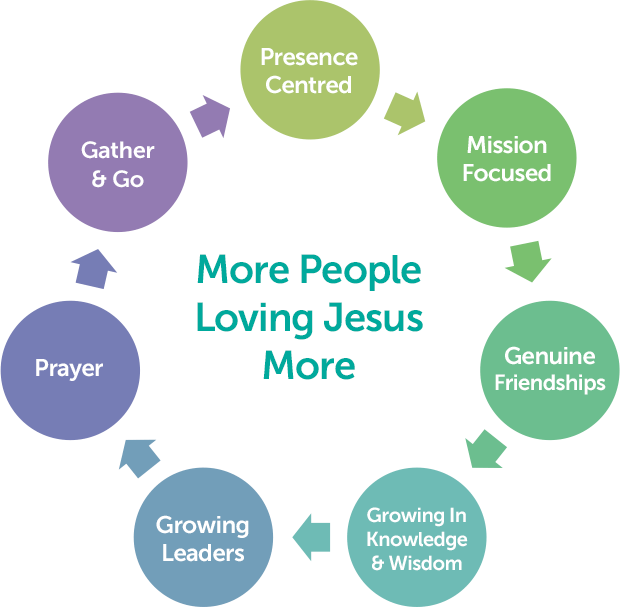 Presence
Centred
Mission
Focused
Genuine
Friendships
Growing In
Knowledge
& Wisdom
Growing
Leaders
Prayer
Gather
& Go
More People
Loving Jesus
More